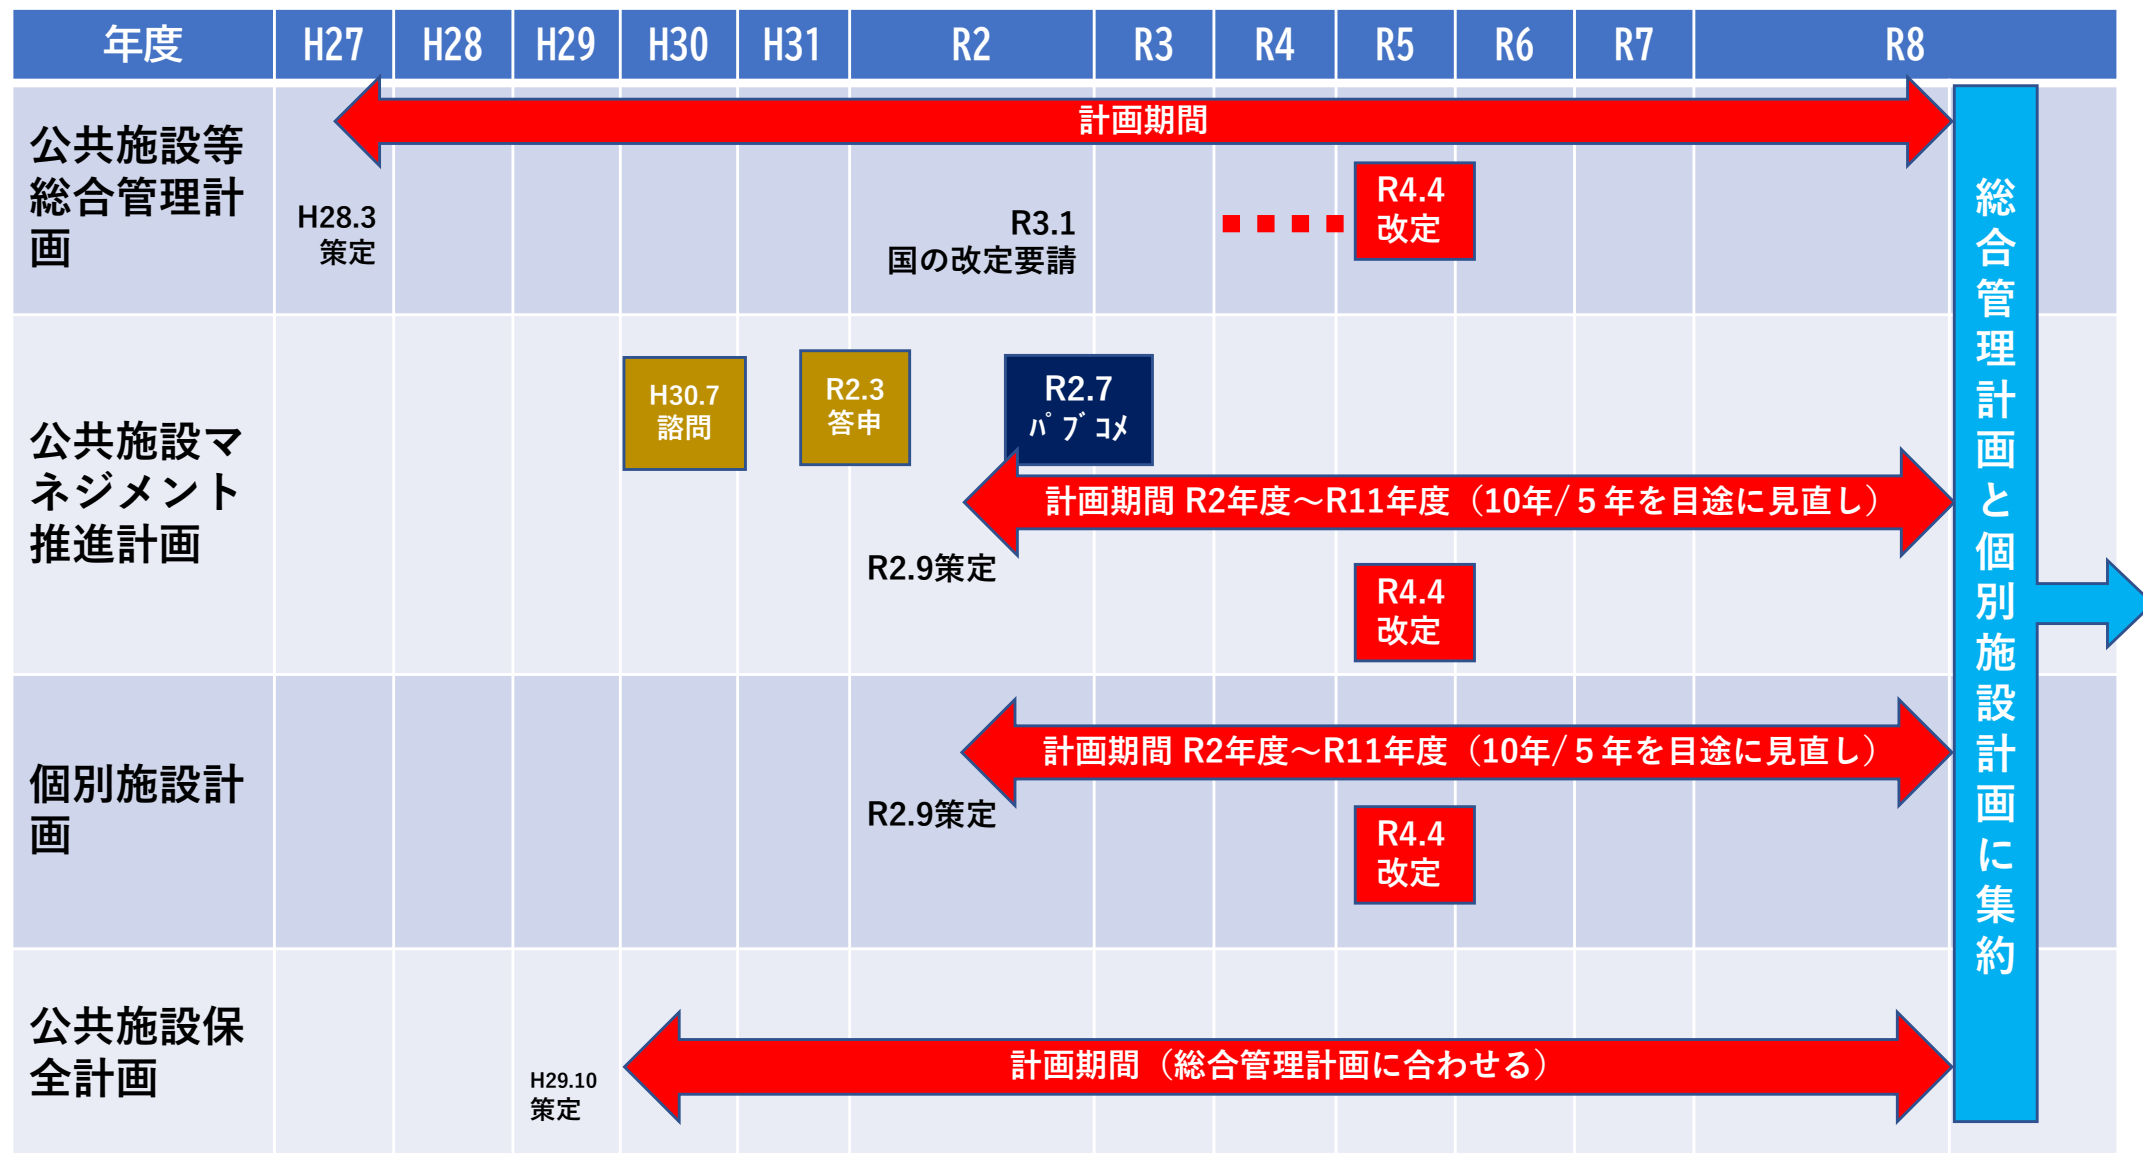 年度 H27 H28 H29 H30 H31 R2 R3 R4 R5 R6 R7 R8
公共施設等
総合管理計
画
計画期間
H28.3
策定
R3.1
国の改定要請
R4.4
改定
公共施設マ
ネジメント
推進計画
H30.7
諮問
R2.3
答申
R2.7
ﾊﾟﾌﾞｺﾒ
計画期間 R2年度～R11年度（10年/５年を目途に見直し）
R2.9策定
R4.4
改定
個別施設計
画
計画期間 R2年度～R11年度（10年/５年を目途に見直し）
R2.9策定
R4.4
改定
公共施設保
全計画
H29.10
策定
計画期間（総合管理計画に合わせる）
総合管理計画と個別施設計画に集約